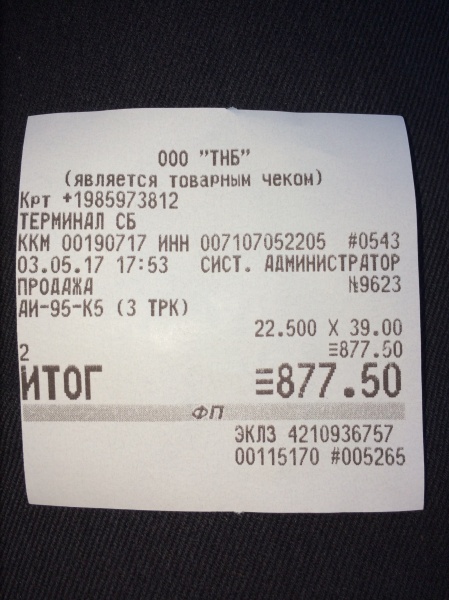 ООО "ТНБ"
(является товарным чеком)
Крт +1985973812
ТЕРМИНАЛ СБ
ККМ 00190717 ИНН 007107052205 #0543
03.05.17 17:53 СИСТ. АДМИНИСТРАТОР
ПРОДАЖА №9623
АИ-95-К5 (3 ТРК)
22.500 X 39.00
2 ≡877.50
ИТОГ ≡877.50
ФП
ЭКЛЗ 4210936757
00115170 #005265